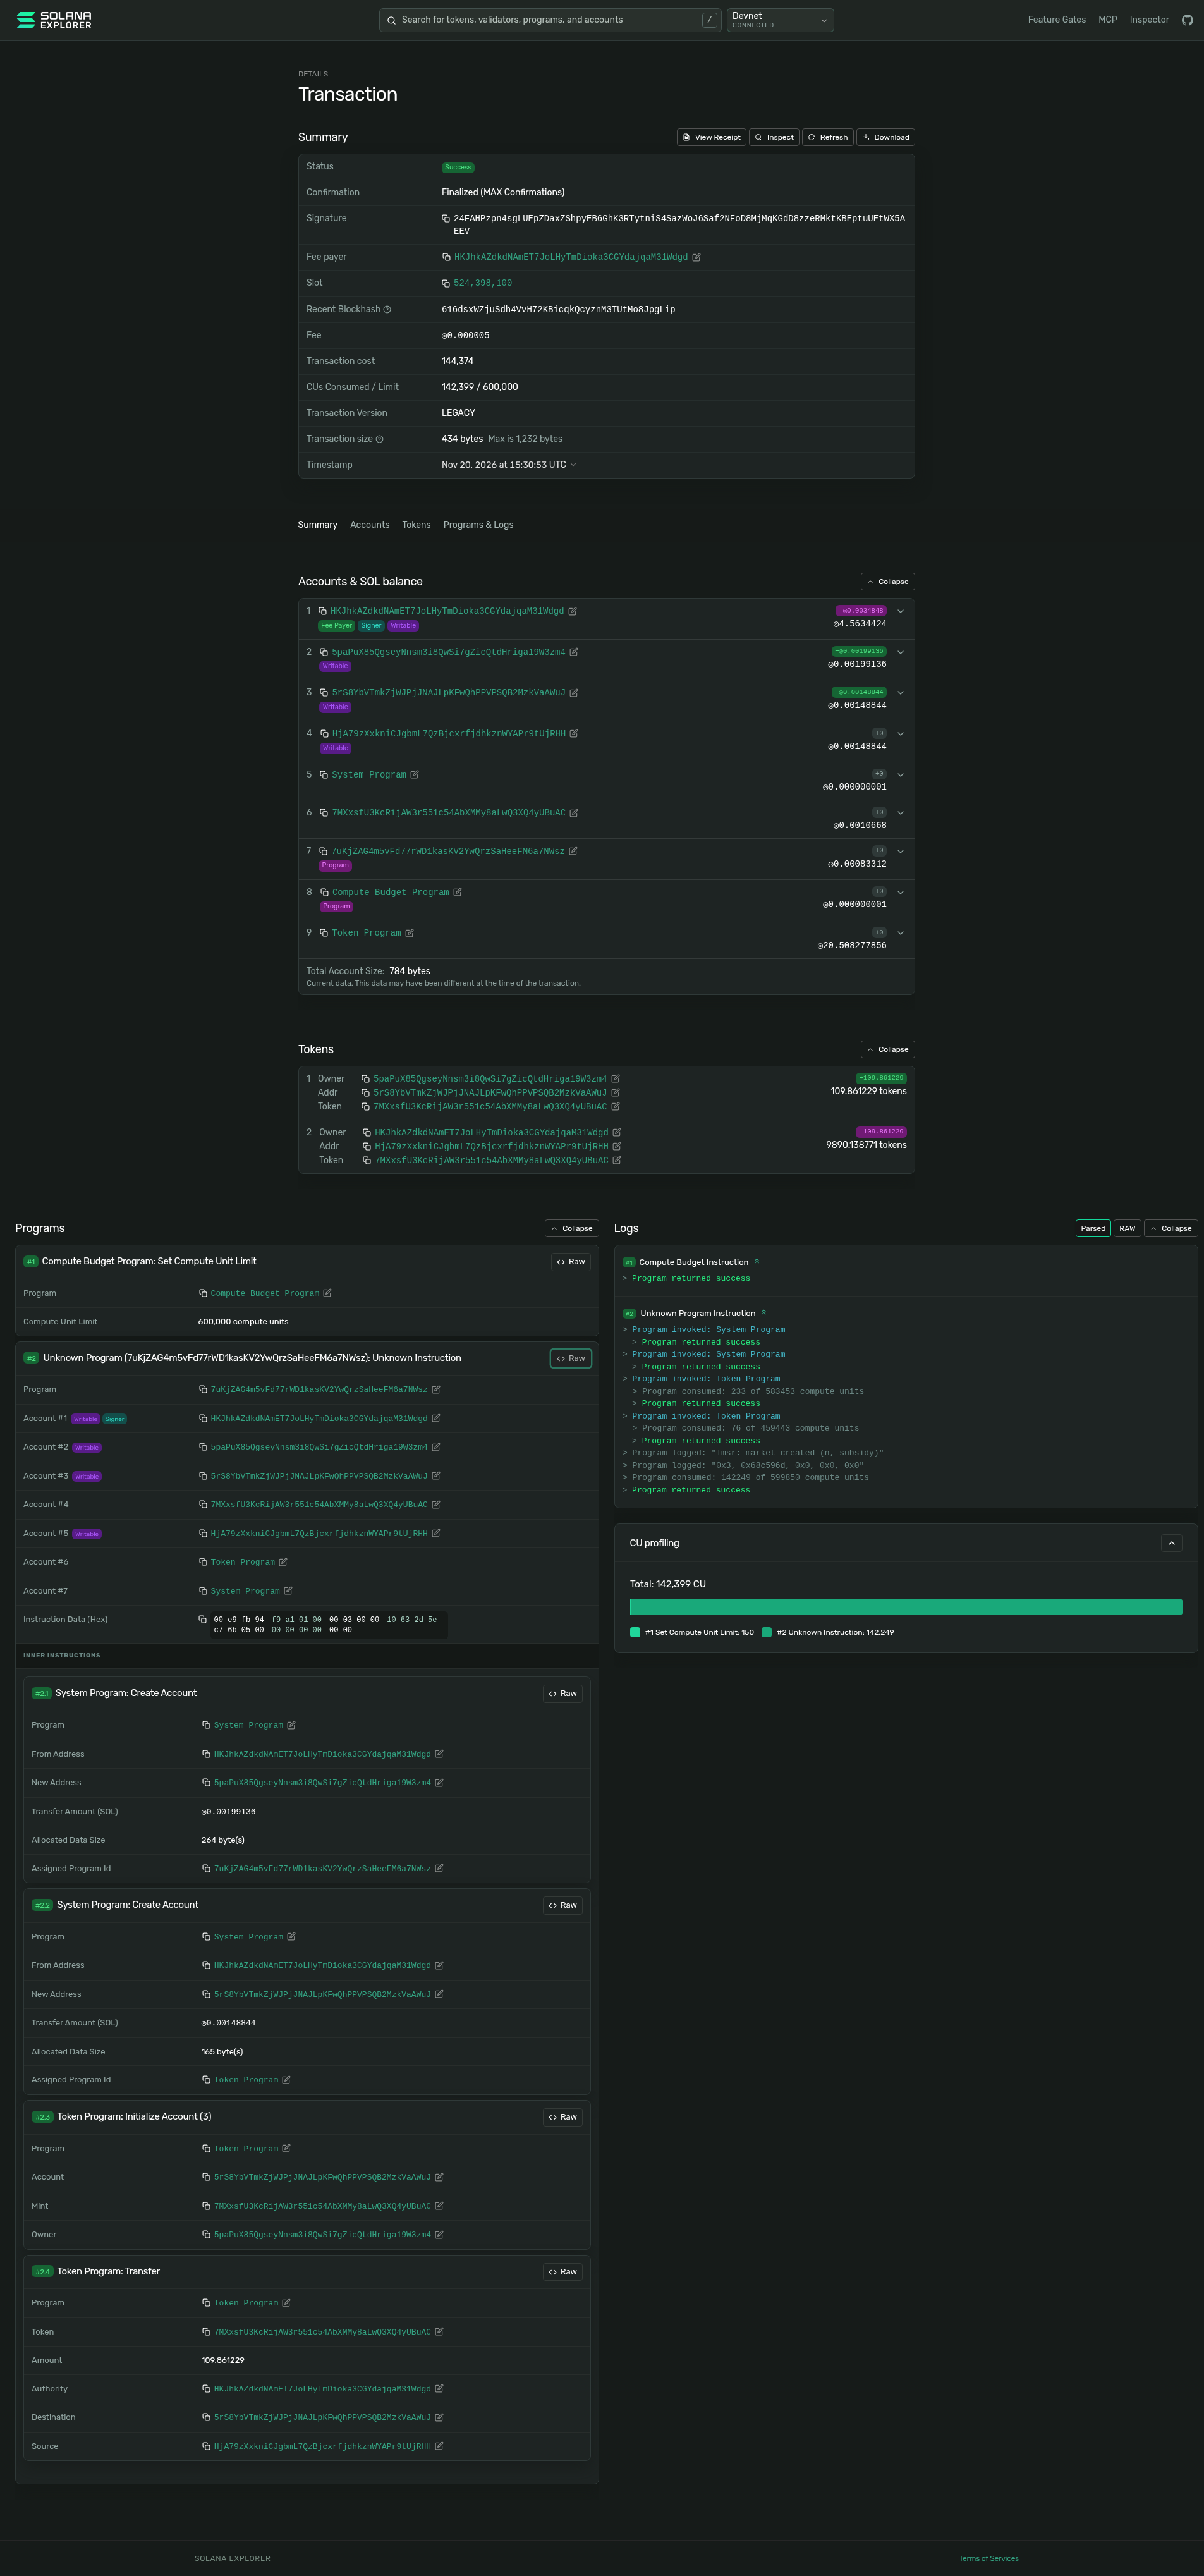 SOLANA
EXPLORER
Search for tokens, validators, programs, and accounts
/
Devnet
CONNECTED
Feature Gates
MCP
Inspector
DETAILS
Transaction
Summary
View Receipt
Inspect
Refresh
Download
Status
Success
Confirmation
Finalized (MAX Confirmations)
Signature
24FAHPzpn4sgLUEpZDaxZShpyEB6GhK3RTytniS4SazWoJ6Saf2NFoD8MjMqKGdD8zzeRMktKBEptuUEtWX5A
EEV
Fee payer
HKJhkAZdkdNAmET7JoLHyTmDioka3CGYdajqaM31Wdgd
Slot
524,398,100
Recent Blockhash
616dsxWZjuSdh4VvH72KBicqkQcyznM3TUtMo8JpgLip
Fee
◎0.000005
Transaction cost
144,374
CUs Consumed / Limit
142,399 / 600,000
Transaction Version
LEGACY
Transaction size
434 bytes Max is 1,232 bytes
Timestamp
Nov 20, 2026 at 15:30:53 UTC
Summary
Accounts
Tokens
Programs & Logs
Accounts & SOL balance
Collapse
1 HKJhkAZdkdNAmET7JoLHyTmDioka3CGYdajqaM31Wdgd
-◎0.0034848
Fee Payer Signer Writable
◎4.5634424
2 5paPuX85QgseyNnsm3i8QwSi7gZicQtdHriga19W3zm4
+◎0.00199136
Writable
◎0.00199136
3 5rS8YbVTmkZjWJPjJNAJLpKFwQhPPVPSQB2MzkVaAWuJ
+◎0.00148844
Writable
◎0.00148844
4 HjA79zXxkniCJgbmL7QzBjcxrfjdhkznWYAPr9tUjRHH
+0
Writable
◎0.00148844
5 System Program
+0
◎0.000000001
6 7MXxsfU3KcRijAW3r551c54AbXMMy8aLwQ3XQ4yUBuAC
+0
◎0.0010668
7 7uKjZAG4m5vFd77rWD1kasKV2YwQrzSaHeeFM6a7NWsz
+0
Program
◎0.00083312
8 Compute Budget Program
+0
Program
◎0.000000001
9 Token Program
+0
◎20.508277856
Total Account Size: 784 bytes
Current data. This data may have been different at the time of the transaction.
Tokens
Collapse
1 Owner 5paPuX85QgseyNnsm3i8QwSi7gZicQtdHriga19W3zm4
+109.861229
Addr 5rS8YbVTmkZjWJPjJNAJLpKFwQhPPVPSQB2MzkVaAWuJ
109.861229 tokens
Token 7MXxsfU3KcRijAW3r551c54AbXMMy8aLwQ3XQ4yUBuAC
2 Owner HKJhkAZdkdNAmET7JoLHyTmDioka3CGYdajqaM31Wdgd
-109.861229
Addr HjA79zXxkniCJgbmL7QzBjcxrfjdhkznWYAPr9tUjRHH
9890.138771 tokens
Token 7MXxsfU3KcRijAW3r551c54AbXMMy8aLwQ3XQ4yUBuAC
Programs
Collapse
#1 Compute Budget Program: Set Compute Unit Limit
Raw
Program
Compute Budget Program
Compute Unit Limit
600,000 compute units
#2 Unknown Program (7uKjZAG4m5vFd77rWD1kasKV2YwQrzSaHeeFM6a7NWsz): Unknown Instruction
Raw
Program
7uKjZAG4m5vFd77rWD1kasKV2YwQrzSaHeeFM6a7NWsz
Account #1 Writable Signer
HKJhkAZdkdNAmET7JoLHyTmDioka3CGYdajqaM31Wdgd
Account #2 Writable
5paPuX85QgseyNnsm3i8QwSi7gZicQtdHriga19W3zm4
Account #3 Writable
5rS8YbVTmkZjWJPjJNAJLpKFwQhPPVPSQB2MzkVaAWuJ
Account #4
7MXxsfU3KcRijAW3r551c54AbXMMy8aLwQ3XQ4yUBuAC
Account #5 Writable
HjA79zXxkniCJgbmL7QzBjcxrfjdhkznWYAPr9tUjRHH
Account #6
Token Program
Account #7
System Program
Instruction Data (Hex)
00 e9 fb 94 f9 a1 01 00 00 03 00 00 10 63 2d 5e
c7 6b 05 00 00 00 00 00 00 00
INNER INSTRUCTIONS
#2.1 System Program: Create Account
Raw
Program
System Program
From Address
HKJhkAZdkdNAmET7JoLHyTmDioka3CGYdajqaM31Wdgd
New Address
5paPuX85QgseyNnsm3i8QwSi7gZicQtdHriga19W3zm4
Transfer Amount (SOL)
◎0.00199136
Allocated Data Size
264 byte(s)
Assigned Program Id
7uKjZAG4m5vFd77rWD1kasKV2YwQrzSaHeeFM6a7NWsz
#2.2 System Program: Create Account
Raw
Program
System Program
From Address
HKJhkAZdkdNAmET7JoLHyTmDioka3CGYdajqaM31Wdgd
New Address
5rS8YbVTmkZjWJPjJNAJLpKFwQhPPVPSQB2MzkVaAWuJ
Transfer Amount (SOL)
◎0.00148844
Allocated Data Size
165 byte(s)
Assigned Program Id
Token Program
#2.3 Token Program: Initialize Account (3)
Raw
Program
Token Program
Account
5rS8YbVTmkZjWJPjJNAJLpKFwQhPPVPSQB2MzkVaAWuJ
Mint
7MXxsfU3KcRijAW3r551c54AbXMMy8aLwQ3XQ4yUBuAC
Owner
5paPuX85QgseyNnsm3i8QwSi7gZicQtdHriga19W3zm4
#2.4 Token Program: Transfer
Raw
Program
Token Program
Token
7MXxsfU3KcRijAW3r551c54AbXMMy8aLwQ3XQ4yUBuAC
Amount
109.861229
Authority
HKJhkAZdkdNAmET7JoLHyTmDioka3CGYdajqaM31Wdgd
Destination
5rS8YbVTmkZjWJPjJNAJLpKFwQhPPVPSQB2MzkVaAWuJ
Source
HjA79zXxkniCJgbmL7QzBjcxrfjdhkznWYAPr9tUjRHH
Logs
Parsed
RAW
Collapse
#1 Compute Budget Instruction
> Program returned success
#2 Unknown Program Instruction
> Program invoked: System Program
> Program returned success
> Program invoked: System Program
> Program returned success
> Program invoked: Token Program
> Program consumed: 233 of 583453 compute units
> Program returned success
> Program invoked: Token Program
> Program consumed: 76 of 459443 compute units
> Program returned success
> Program logged: "lmsr: market created (n, subsidy)"
> Program logged: "0x3, 0x68c596d, 0x0, 0x0, 0x0"
> Program consumed: 142249 of 599850 compute units
> Program returned success
CU profiling
Total: 142,399 CU
#1 Set Compute Unit Limit: 150
#2 Unknown Instruction: 142,249
SOLANA EXPLORER
Terms of Services